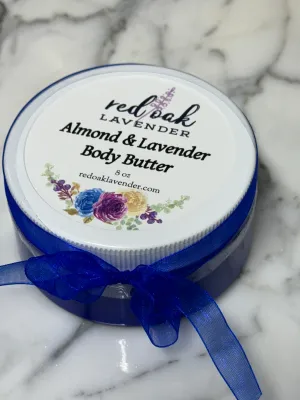 red oak
LAVENDER
Almond & Lavender
Body Butter
8 oz
redoaklavender.com